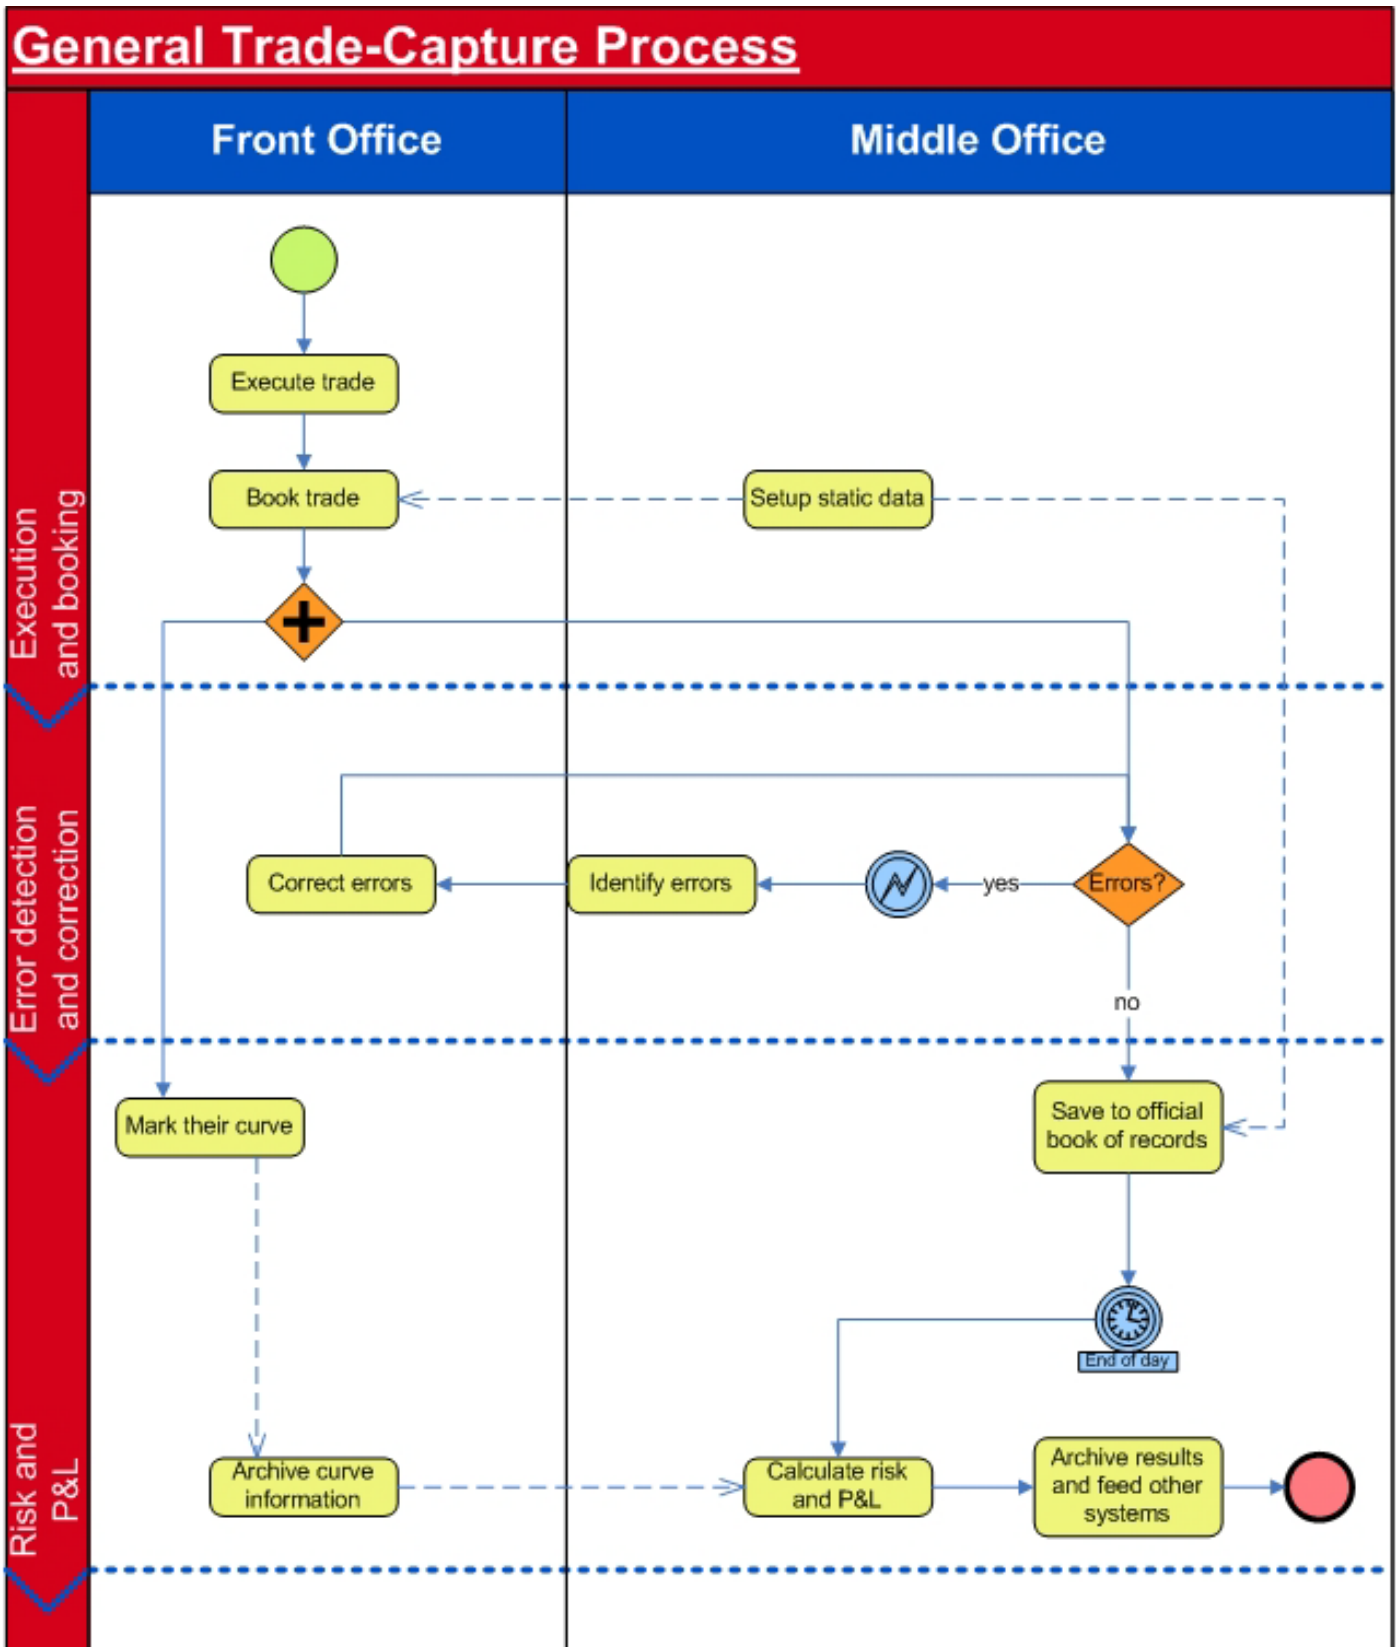 General Trade-Capture Process
Front Office
Middle Office
Execution
and booking
Execute trade
Book trade
Setup static data
Error detection
and correction
Correct errors
Identify errors
yes
Errors?
no
Risk and
P&L
Mark their curve
Save to official
book of records
End of day
Archive curve
information
Calculate risk
and P&L
Archive results
and feed other
systems